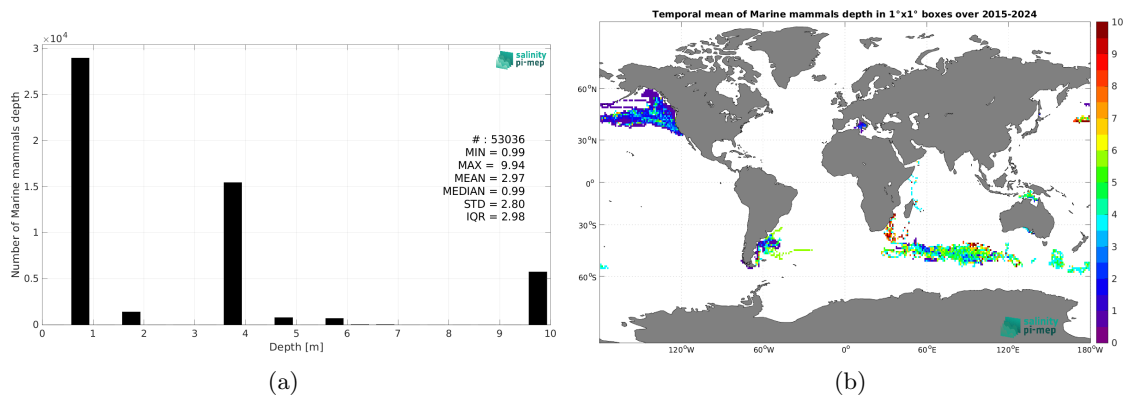 ×10⁴
3
2.5
2
1.5
1
0.5
0
0 1 2 3 4 5 6 7 8 9 10
Number of Marine mammals depth
Depth [m]
salinity
pi-mep
# : 53036
MIN = 0.99
MAX = 9.94
MEAN = 2.97
MEDIAN = 0.99
STD = 2.80
IQR = 2.98
(a)
Temporal mean of Marine mammals depth in 1°x1° boxes over 2015-2024
60°N
30°N
0°
30°S
60°S
120°W 60°W 0° 60°E 120°E 180°W
salinity
pi-mep
10
9
8
7
6
5
4
3
2
1
0
(b)